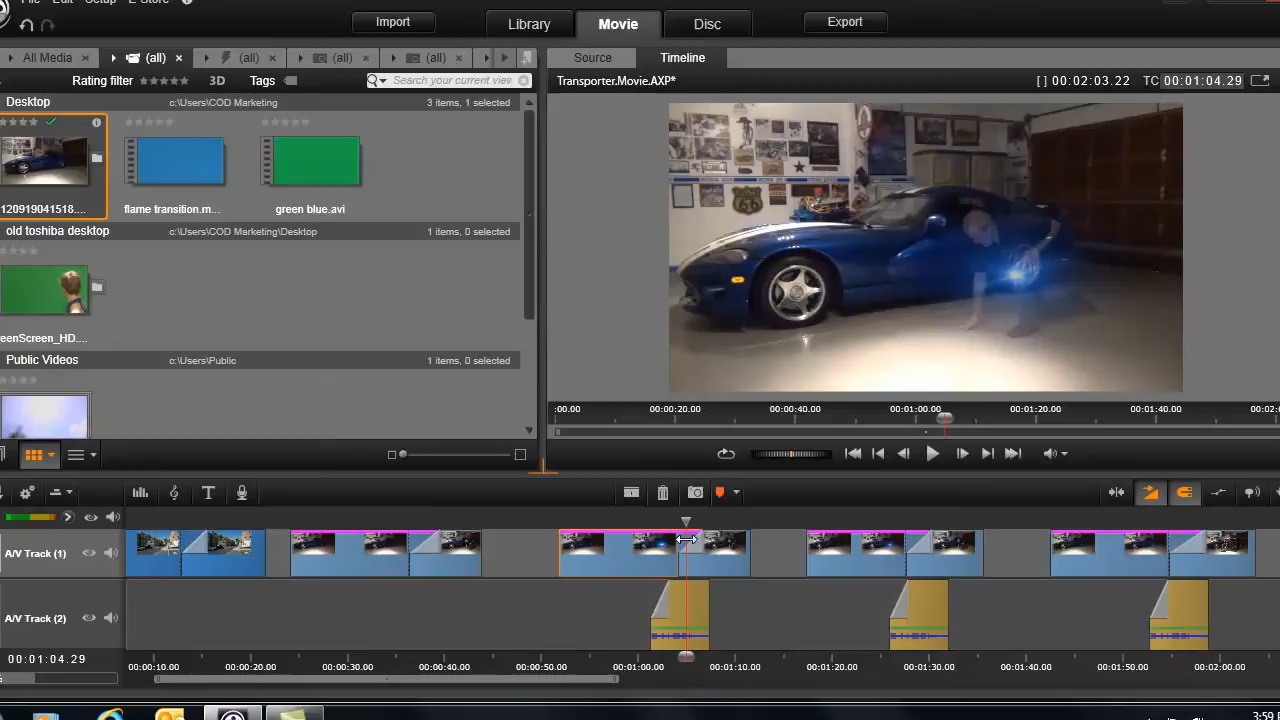 File Edit Setup E-Store
Import Library Movie Disc Export
All Media (all) (all) (all) (all)
Source Timeline
Rating filter 3D Tags Search your current view
Transporter.Movie.AXP* [ ] 00:02:03.22 TC 00:01:04.29
Desktop c:\Users\COD Marketing 3 items, 1 selected
120919041518.... flame transition.m... green blue.avi
old toshiba desktop c:\Users\COD Marketing\Desktop 1 items, 0 selected
eenScreen_HD....
Public Videos c:\Users\Public 1 items, 0 selected
:00.00 00:00:20.00 00:00:40.00 00:01:00.00 00:01:20.00 00:01:40.00 00:02:0
A/V Track (1)
A/V Track (2)
00:01:04.29 00:00:10.00 00:00:20.00 00:00:30.00 00:00:40.00 00:00:50.00 00:01:00.00 00:01:10.00 00:01:20.00 00:01:30.00 00:01:40.00 00:01:50.00 00:02:00.00
3:59